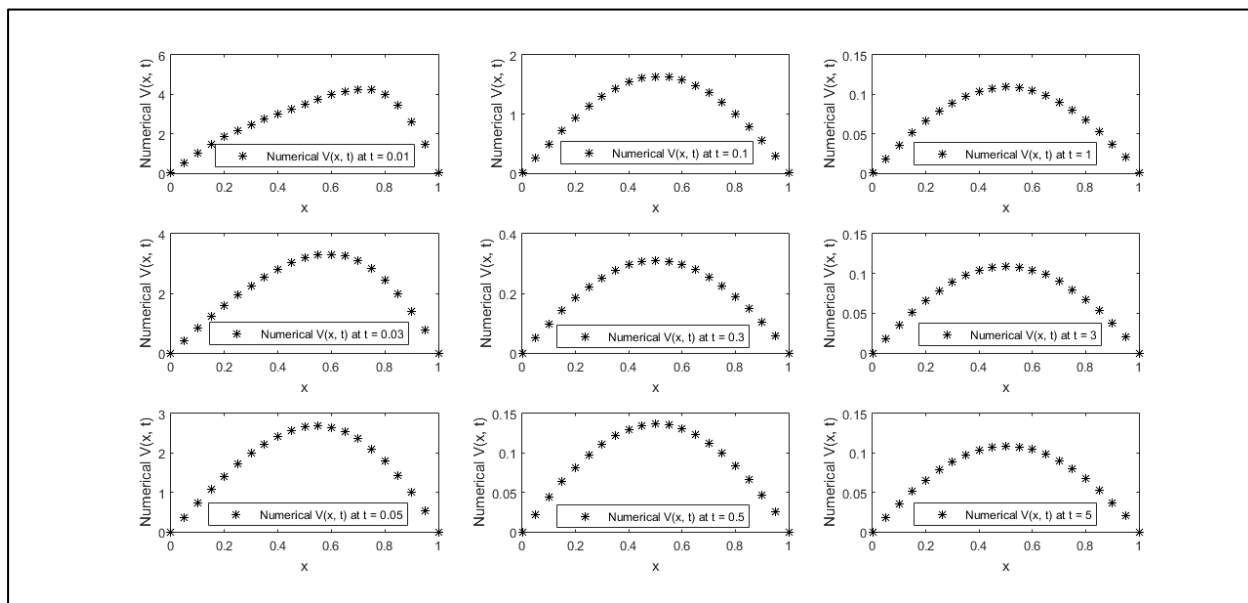 Numerical V(x, t)
6
4
2
0
Numerical V(x, t) at t = 0.01
0 0.2 0.4 0.6 0.8 1
x
Numerical V(x, t)
2
1.5
1
0.5
0
Numerical V(x, t) at t = 0.1
0 0.2 0.4 0.6 0.8 1
x
Numerical V(x, t)
0.15
0.1
0.05
0
Numerical V(x, t) at t = 1
0 0.2 0.4 0.6 0.8 1
x
Numerical V(x, t)
4
2
0
Numerical V(x, t) at t = 0.03
0 0.2 0.4 0.6 0.8 1
x
Numerical V(x, t)
0.4
0.2
0
Numerical V(x, t) at t = 0.3
0 0.2 0.4 0.6 0.8 1
x
Numerical V(x, t)
0.15
0.1
0.05
0
Numerical V(x, t) at t = 3
0 0.2 0.4 0.6 0.8 1
x
Numerical V(x, t)
3
2
1
0
Numerical V(x, t) at t = 0.05
0 0.2 0.4 0.6 0.8 1
x
Numerical V(x, t)
0.15
0.1
0.05
0
Numerical V(x, t) at t = 0.5
0 0.2 0.4 0.6 0.8 1
x
Numerical V(x, t)
0.15
0.1
0.05
0
Numerical V(x, t) at t = 5
0 0.2 0.4 0.6 0.8 1
x